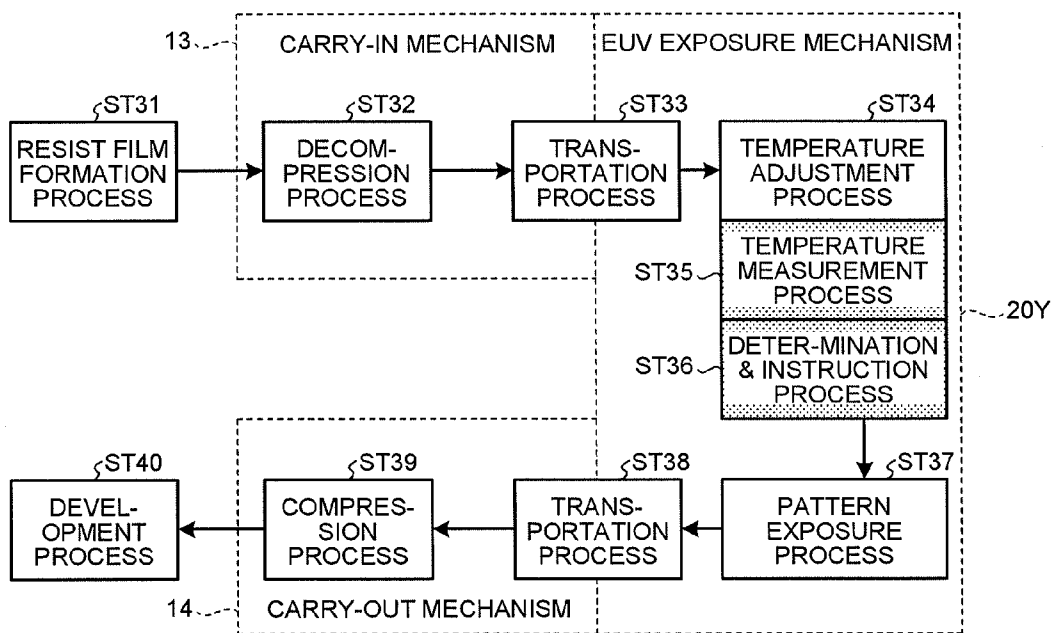 13
CARRY-IN MECHANISM
EUV EXPOSURE MECHANISM
ST31
RESIST FILM
FORMATION
PROCESS
ST32
DECOM-
PRESSION
PROCESS
ST33
TRANS-
PORTATION
PROCESS
ST34
TEMPERATURE
ADJUSTMENT
PROCESS
ST35
TEMPERATURE
MEASUREMENT
PROCESS
20Y
ST36
DETER-MINATION
& INSTRUCTION
PROCESS
ST40
DEVEL-
OPMENT
PROCESS
ST39
COMPRES-
SION
PROCESS
ST38
TRANS-
PORTATION
PROCESS
ST37
PATTERN
EXPOSURE
PROCESS
14
CARRY-OUT MECHANISM